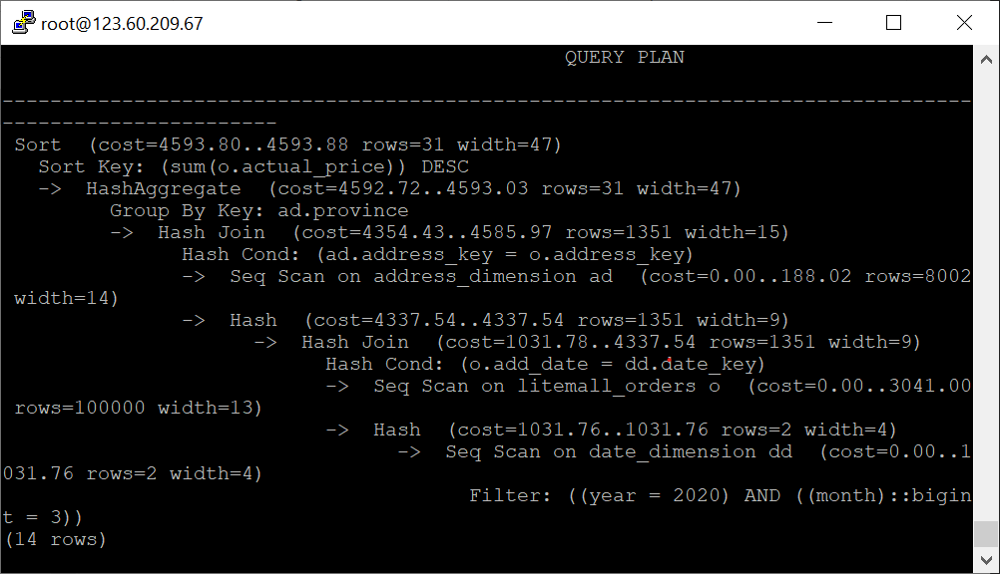 root@123.60.209.67
QUERY PLAN
---------------------------------------------------------------------------------
-----------------------
Sort  (cost=4593.80..4593.88 rows=31 width=47)
Sort Key: (sum(o.actual_price)) DESC
->  HashAggregate  (cost=4592.72..4593.03 rows=31 width=47)
Group By Key: ad.province
->  Hash Join  (cost=4354.43..4585.97 rows=1351 width=15)
Hash Cond: (ad.address_key = o.address_key)
->  Seq Scan on address_dimension ad  (cost=0.00..188.02 rows=8002
width=14)
->  Hash  (cost=4337.54..4337.54 rows=1351 width=9)
->  Hash Join  (cost=1031.78..4337.54 rows=1351 width=9)
Hash Cond: (o.add_date = dd.date_key)
->  Seq Scan on litemall_orders o  (cost=0.00..3041.00
rows=100000 width=13)
->  Hash  (cost=1031.76..1031.76 rows=2 width=4)
->  Seq Scan on date_dimension dd  (cost=0.00..1
031.76 rows=2 width=4)
Filter: ((year = 2020) AND ((month)::bigin
t = 3))
(14 rows)